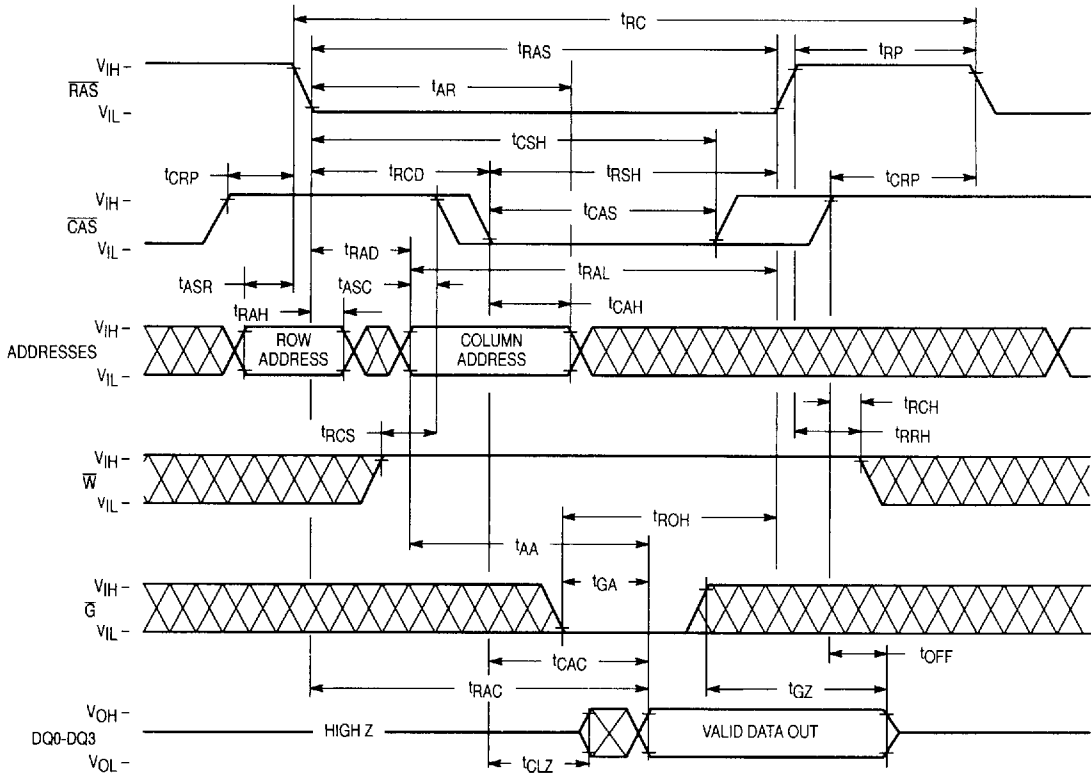 tRC
tRAS
tRP
VIH
RAS
VIL
tAR
tCSH
tCRP
tRCD
tRSH
tCRP
VIH
CAS
VIL
tCAS
tRAD
tRAL
tASR
tASC
tRAH
tCAH
VIH
ADDRESSES
VIL
ROW ADDRESS
COLUMN ADDRESS
tRCS
tRCH
tRRH
VIH
W
VIL
tROH
tAA
VIH
G
VIL
tGA
tCAC
tOFF
tRAC
tGZ
VOH
DQ0-DQ3
VOL
HIGH Z
VALID DATA OUT
tCLZ